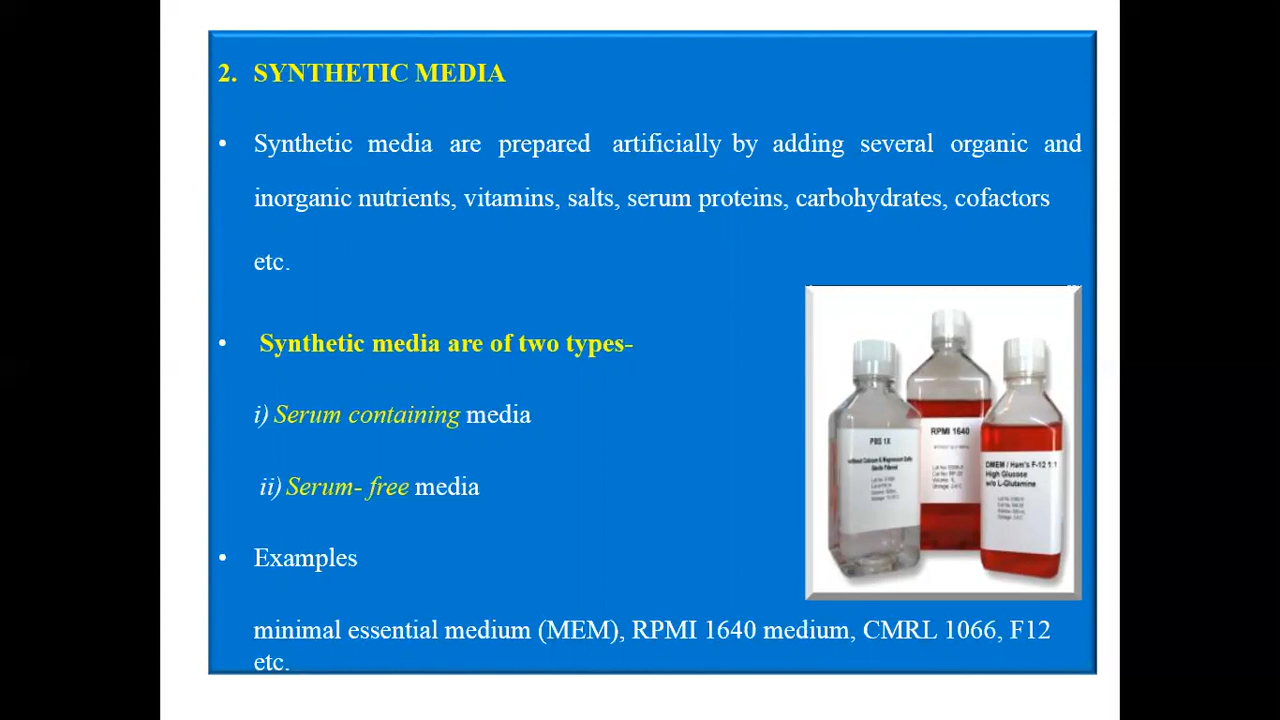 2. SYNTHETIC MEDIA
• Synthetic media are prepared artificially by adding several organic and
inorganic nutrients, vitamins, salts, serum proteins, carbohydrates, cofactors
etc.
• Synthetic media are of two types-
i) Serum containing media
ii) Serum- free media
• Examples
minimal essential medium (MEM), RPMI 1640 medium, CMRL 1066, F12
etc.
PBS 1X
RPMI 1640
DMEM / Ham's F-12 1:1
High Glucose
w/o L-Glutamine